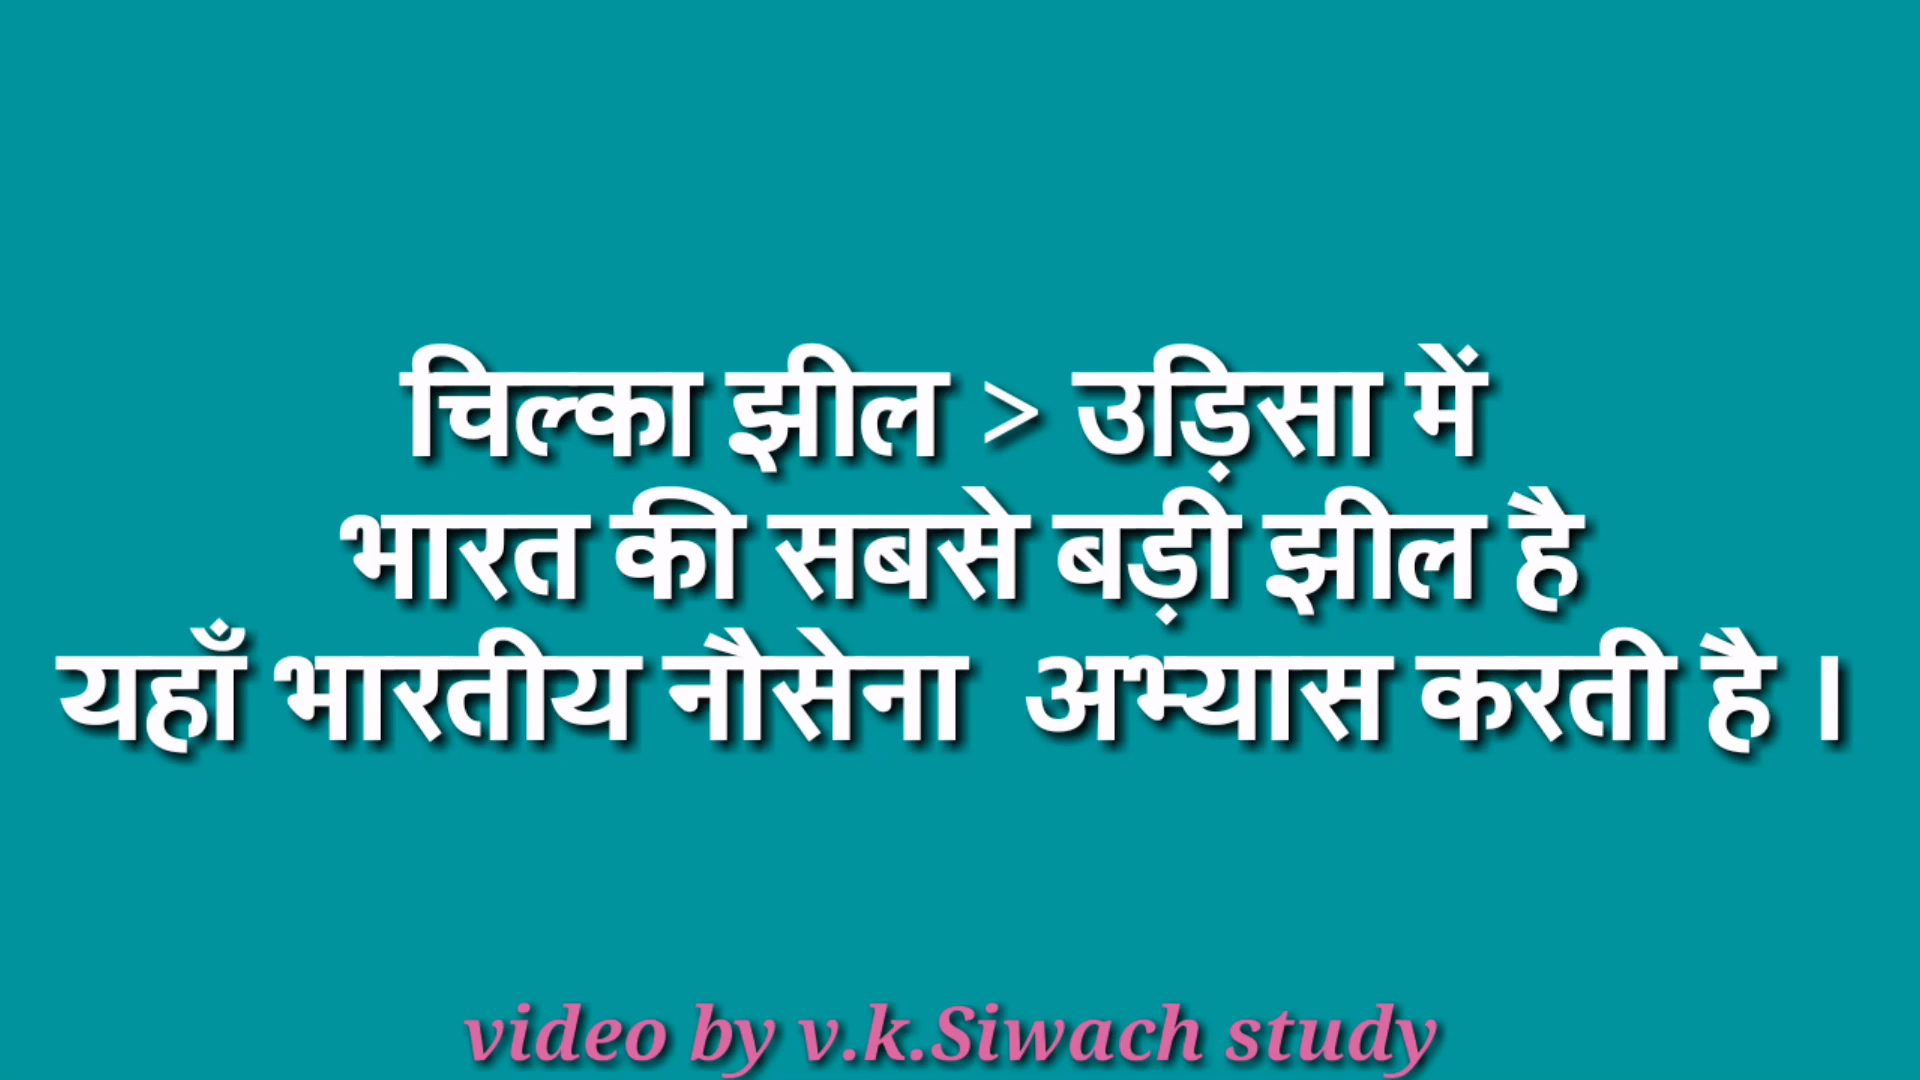 चिल्का झील > उड़िसा में
भारत की सबसे बड़ी झील है
यहाँ भारतीय नौसेना अभ्यास करती है ।
video by v.k.Siwach study